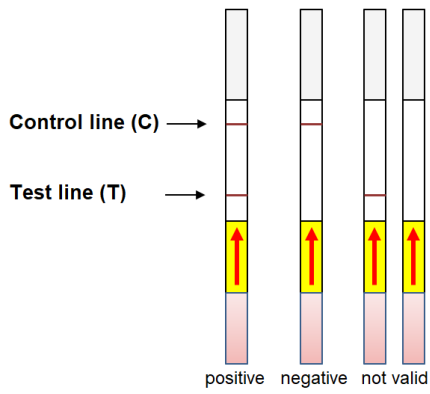 Control line (C)
Test line (T)
positive
negative
not valid